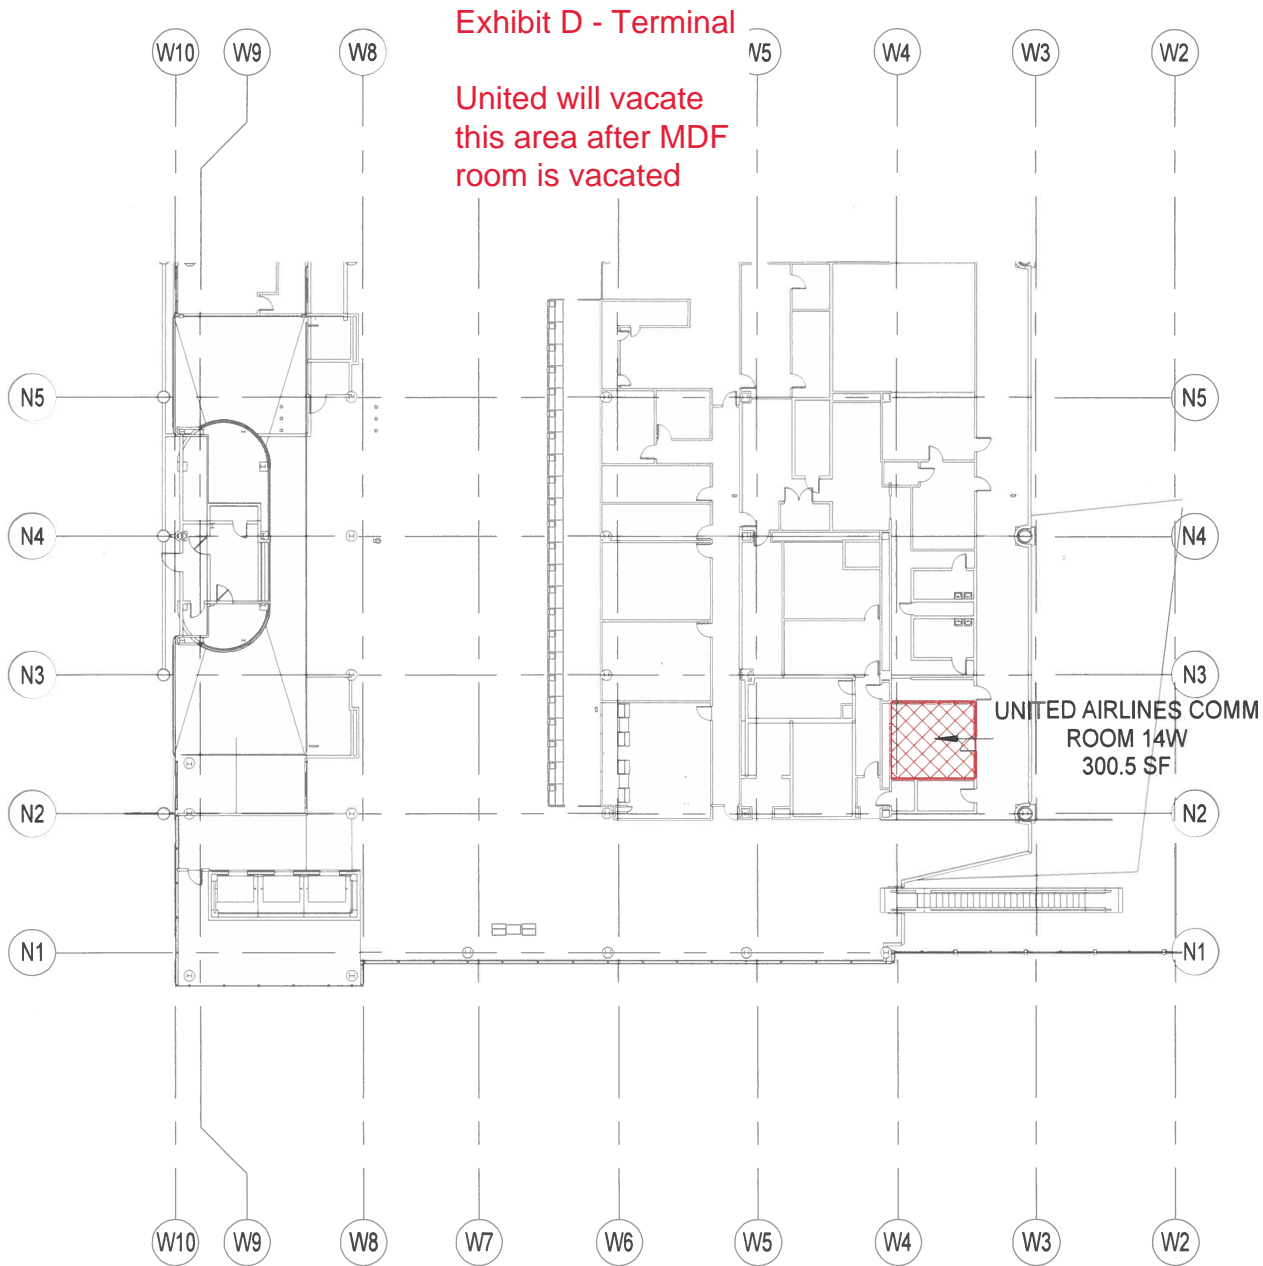 Exhibit D - Terminal
W10
W9
W8
W5
W4
W3
W2
United will vacate
this area after MDF
room is vacated
N5
N5
N4
N4
N3
N3
UNITED AIRLINES COMM
ROOM 14W
300.5 SF
N2
N2
N1
N1
W10
W9
W8
W7
W6
W5
W4
W3
W2